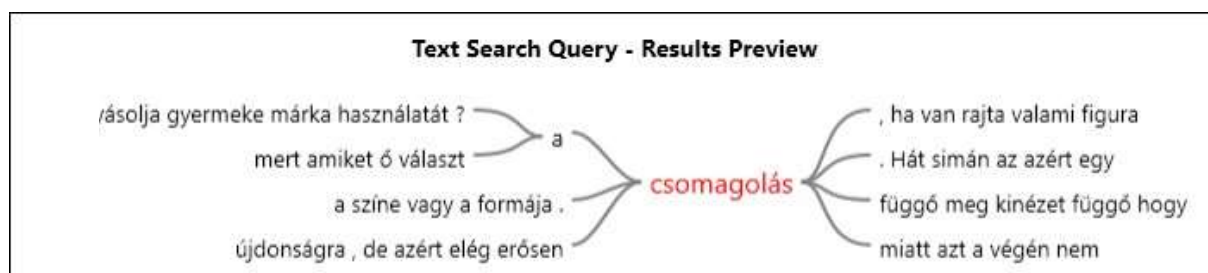 Text Search Query - Results Preview
gyermeke márka használatát ?
mert amiket ő választ
a
a színe vagy a formája .
újdonságra , de azért elég erősen
csomagolás
, ha van rajta valami figura
. Hát simán az azért egy
függő meg kinézet függő hogy
miatt azt a végén nem